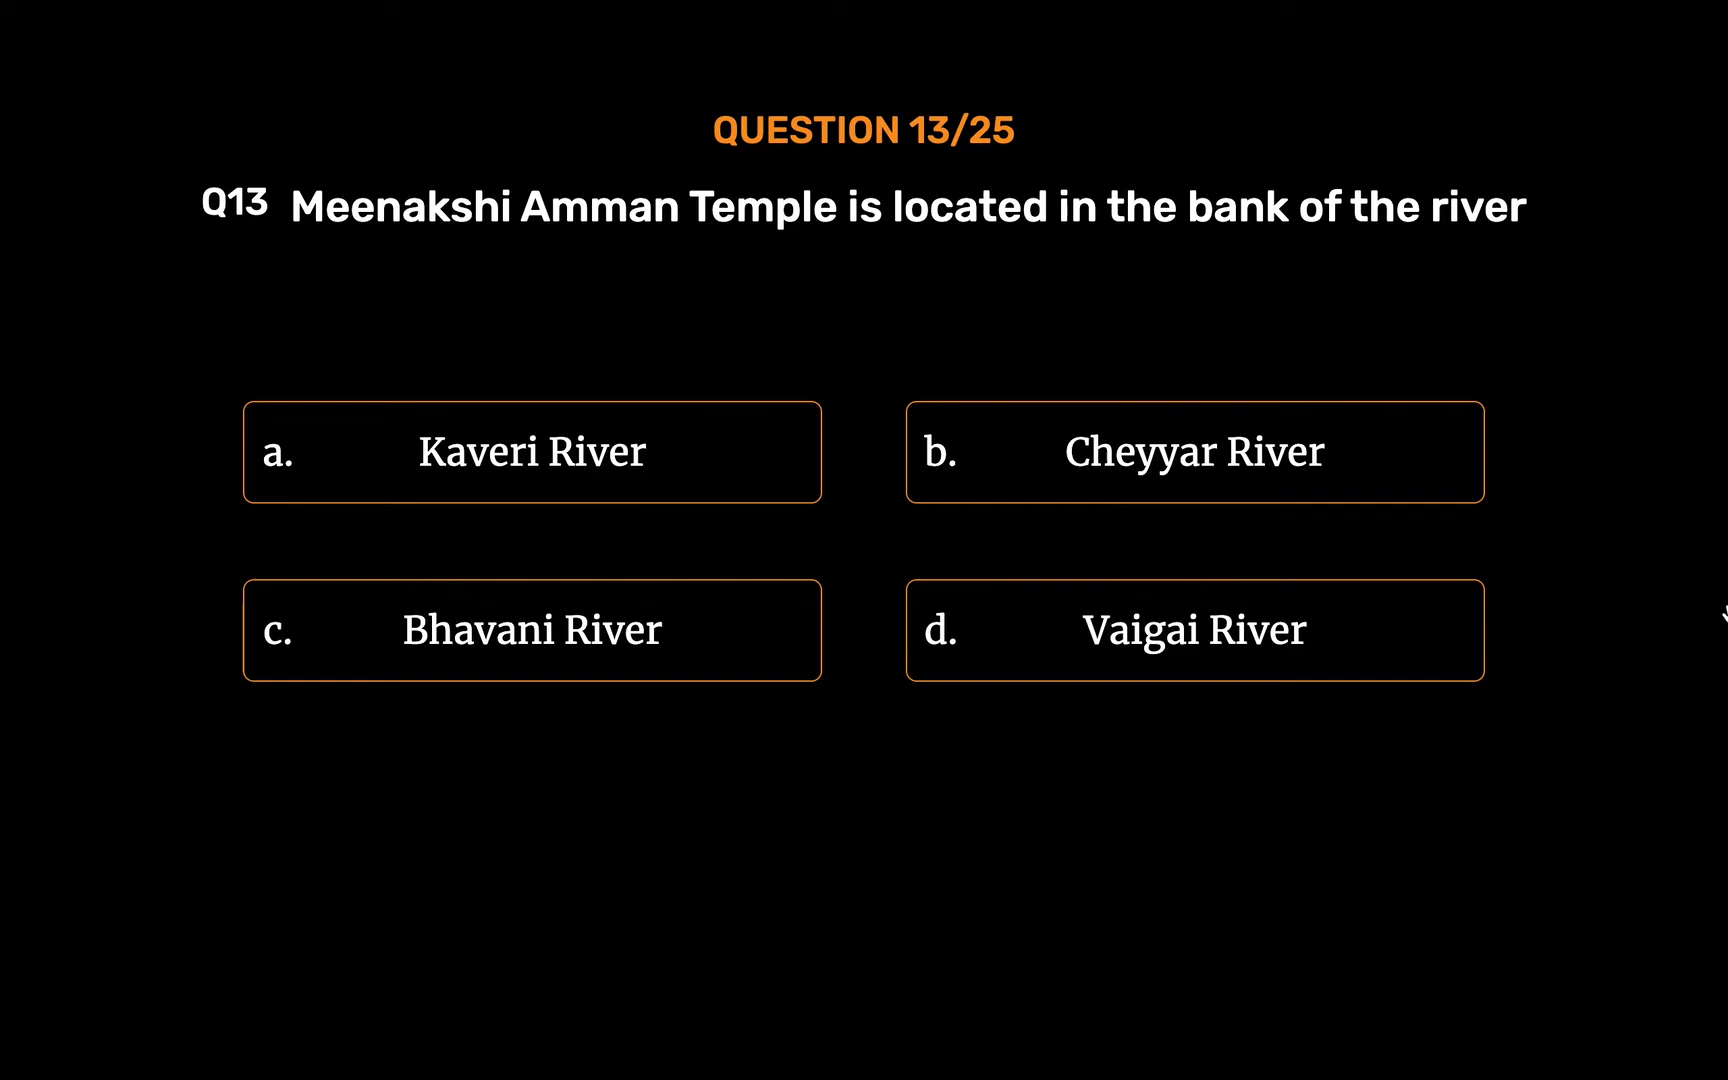 QUESTION 13/25
Q13 Meenakshi Amman Temple is located in the bank of the river
a. Kaveri River
b. Cheyyar River
c. Bhavani River
d. Vaigai River